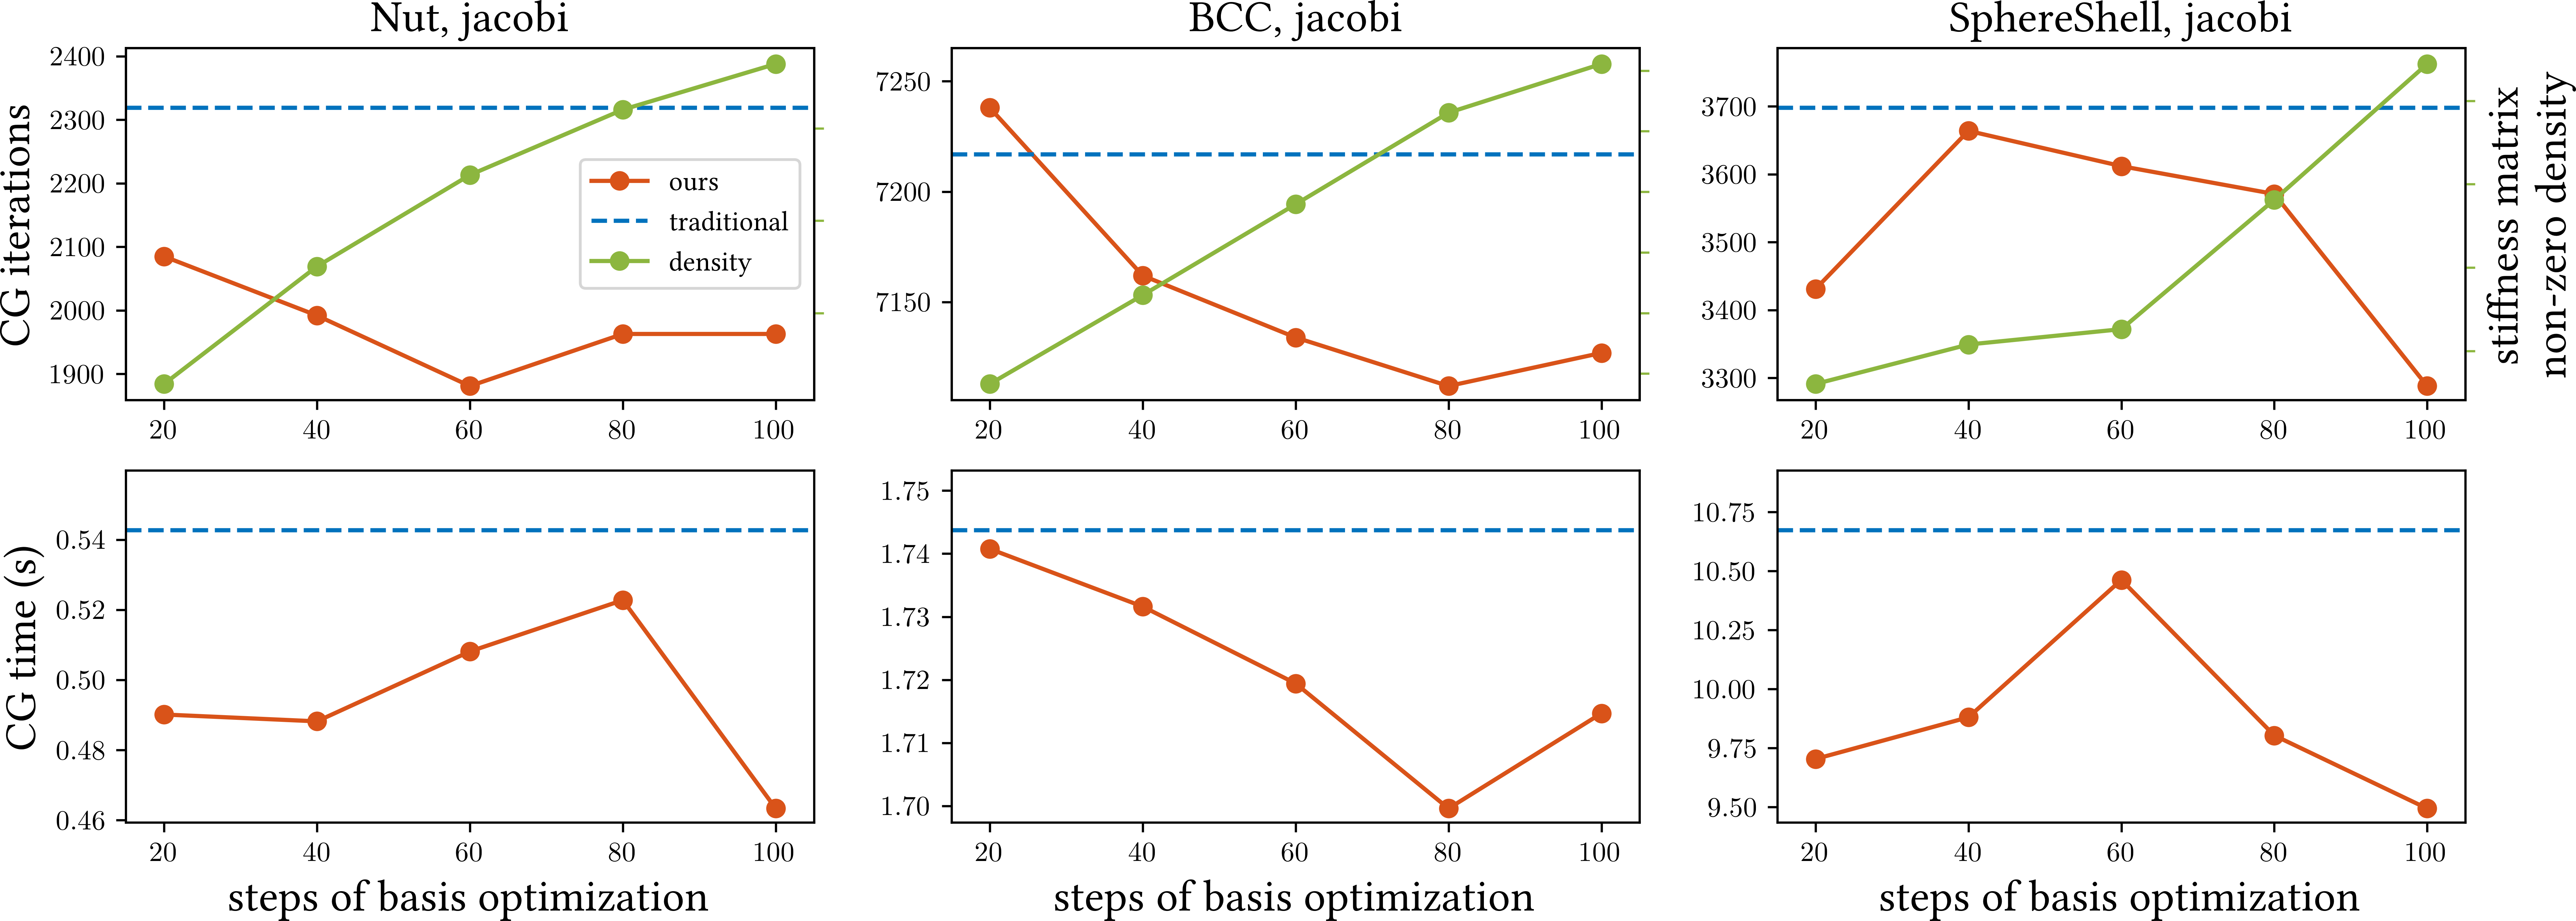 Nut, jacobi
BCC, jacobi
SphereShell, jacobi
CG iterations
2400
2300
2200
2100
2000
1900
20 40 60 80 100
ours
traditional
density
7250
7200
7150
20 40 60 80 100
3700
3600
3500
3400
3300
20 40 60 80 100
stiffness matrix
non-zero density
CG time (s)
0.54
0.52
0.50
0.48
0.46
20 40 60 80 100
steps of basis optimization
1.75
1.74
1.73
1.72
1.71
1.70
20 40 60 80 100
steps of basis optimization
10.75
10.50
10.25
10.00
9.75
9.50
20 40 60 80 100
steps of basis optimization